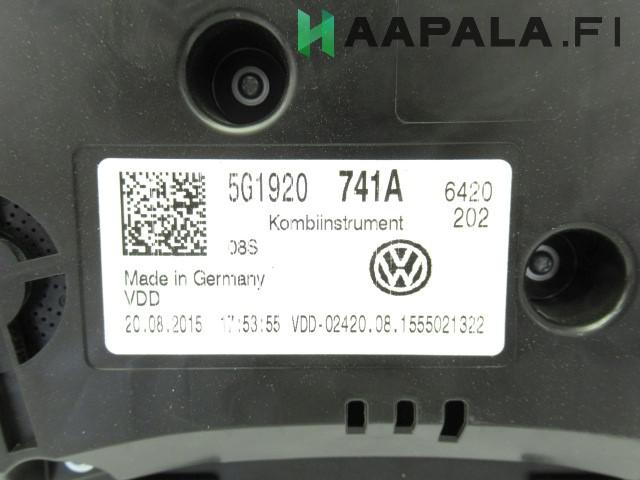 HAAPALA.FI
5G1920 741A 6420
Kombiinstrument 202
08S
Made in Germany
VDD
20.08.2015 17:53:55 VDD-02420.08.1555021322